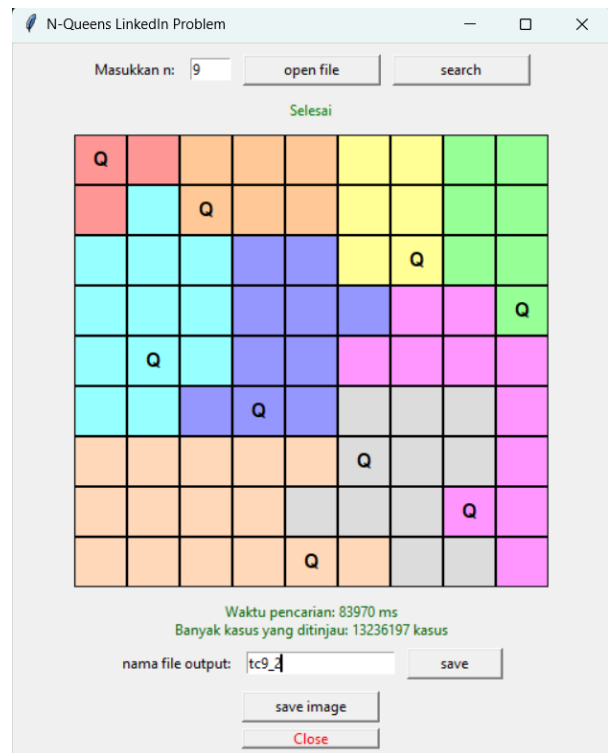 N-Queens LinkedIn Problem
Masukkan n: 9 open file search
Selesai
Q
Q
Q
Q
Q
Q
Q
Q
Q
Waktu pencarian: 83970 ms
Banyak kasus yang ditinjau: 13236197 kasus
nama file output: tc9_2 save
save image
Close